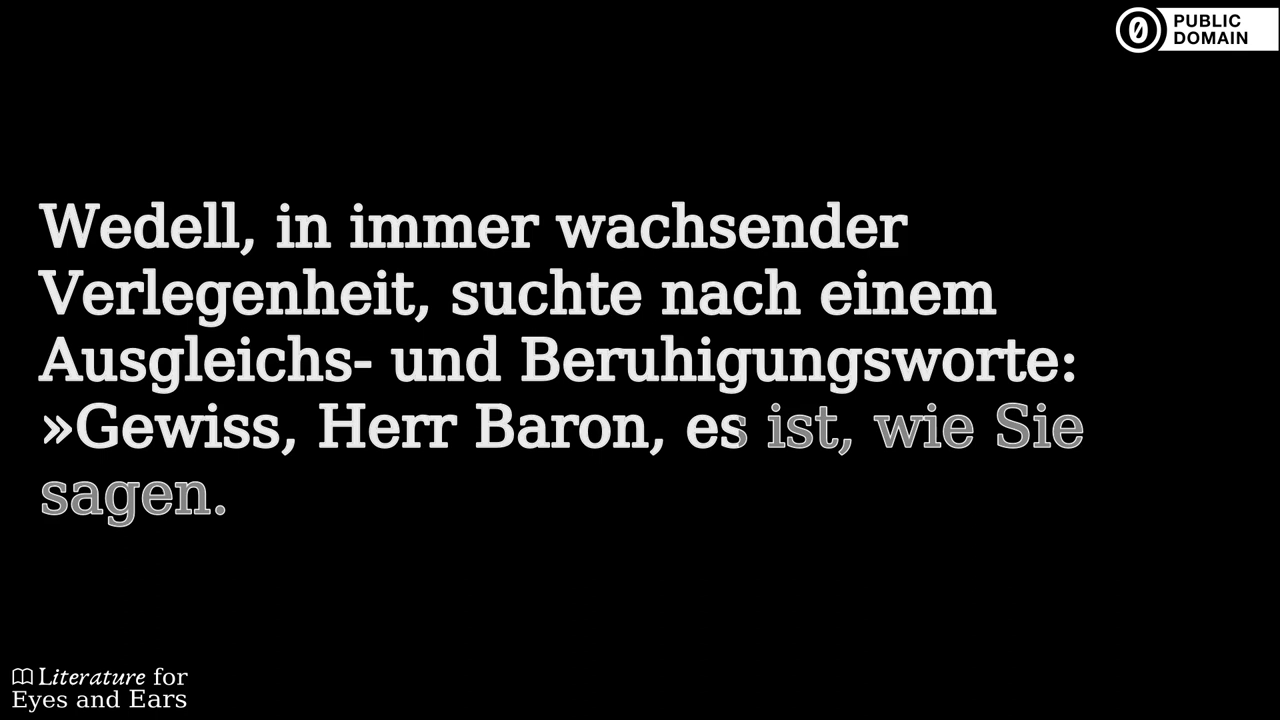 PUBLIC
DOMAIN
Wedell, in immer wachsender
Verlegenheit, suchte nach einem
Ausgleichs- und Beruhigungsworte:
»Gewiss, Herr Baron, es ist, wie Sie
sagen.
Literature for
Eyes and Ears